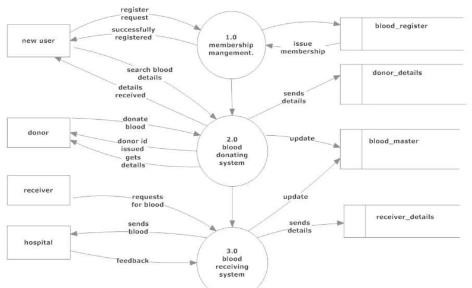 register
request
blood_register
new user
successfully
registered
1.0
membership
mangement.
issue
membership
search blood
details
details
received
donor_details
sends
details
donate
blood
donor
donor id
issued
gets
details
2.0
blood
donating
system
update
blood_master
receiver
requests
for blood
update
receiver_details
sends
blood
sends
details
hospital
feedback
3.0
blood
receiving
system